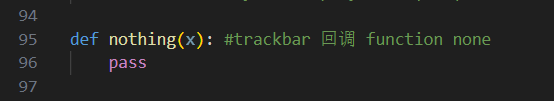 94
95 def nothing(x): #trackbar 回调 function none
96 pass
97